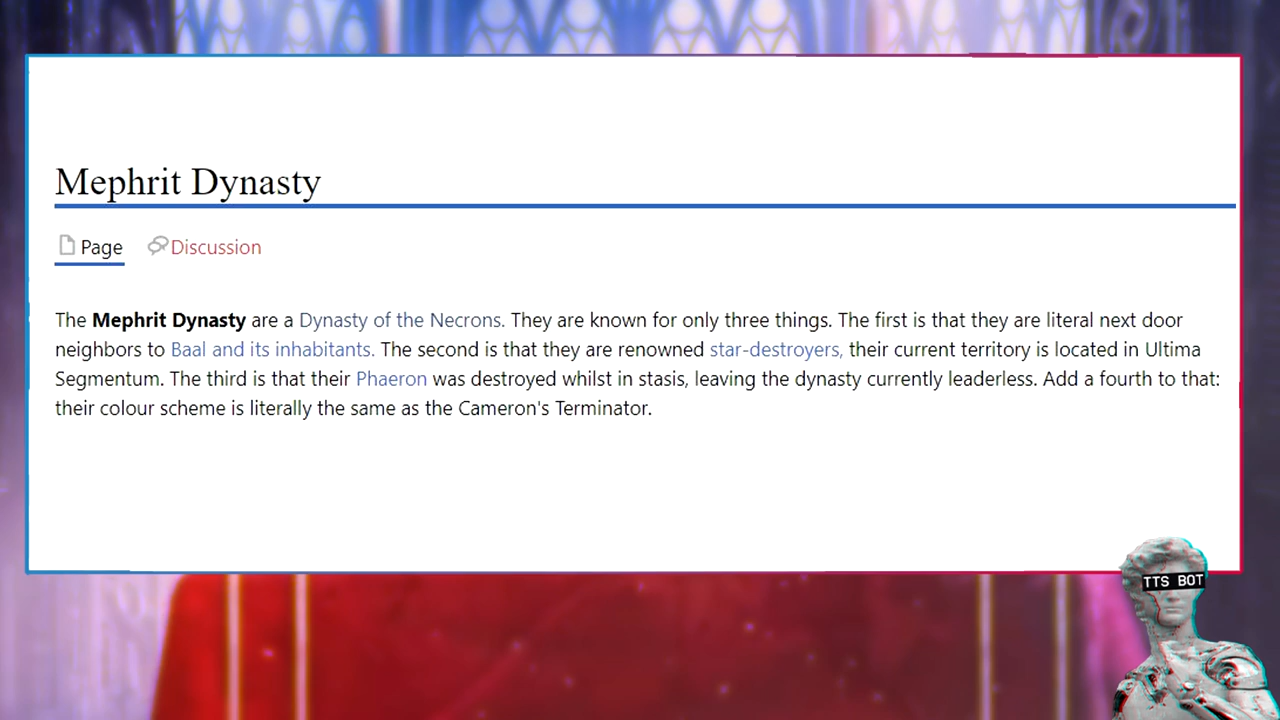 Mephrit Dynasty
Page Discussion
The Mephrit Dynasty are a Dynasty of the Necrons. They are known for only three things. The first is that they are literal next door
neighbors to Baal and its inhabitants. The second is that they are renowned star-destroyers, their current territory is located in Ultima
Segmentum. The third is that their Phaeron was destroyed whilst in stasis, leaving the dynasty currently leaderless. Add a fourth to that:
their colour scheme is literally the same as the Cameron's Terminator.
TTS BOT